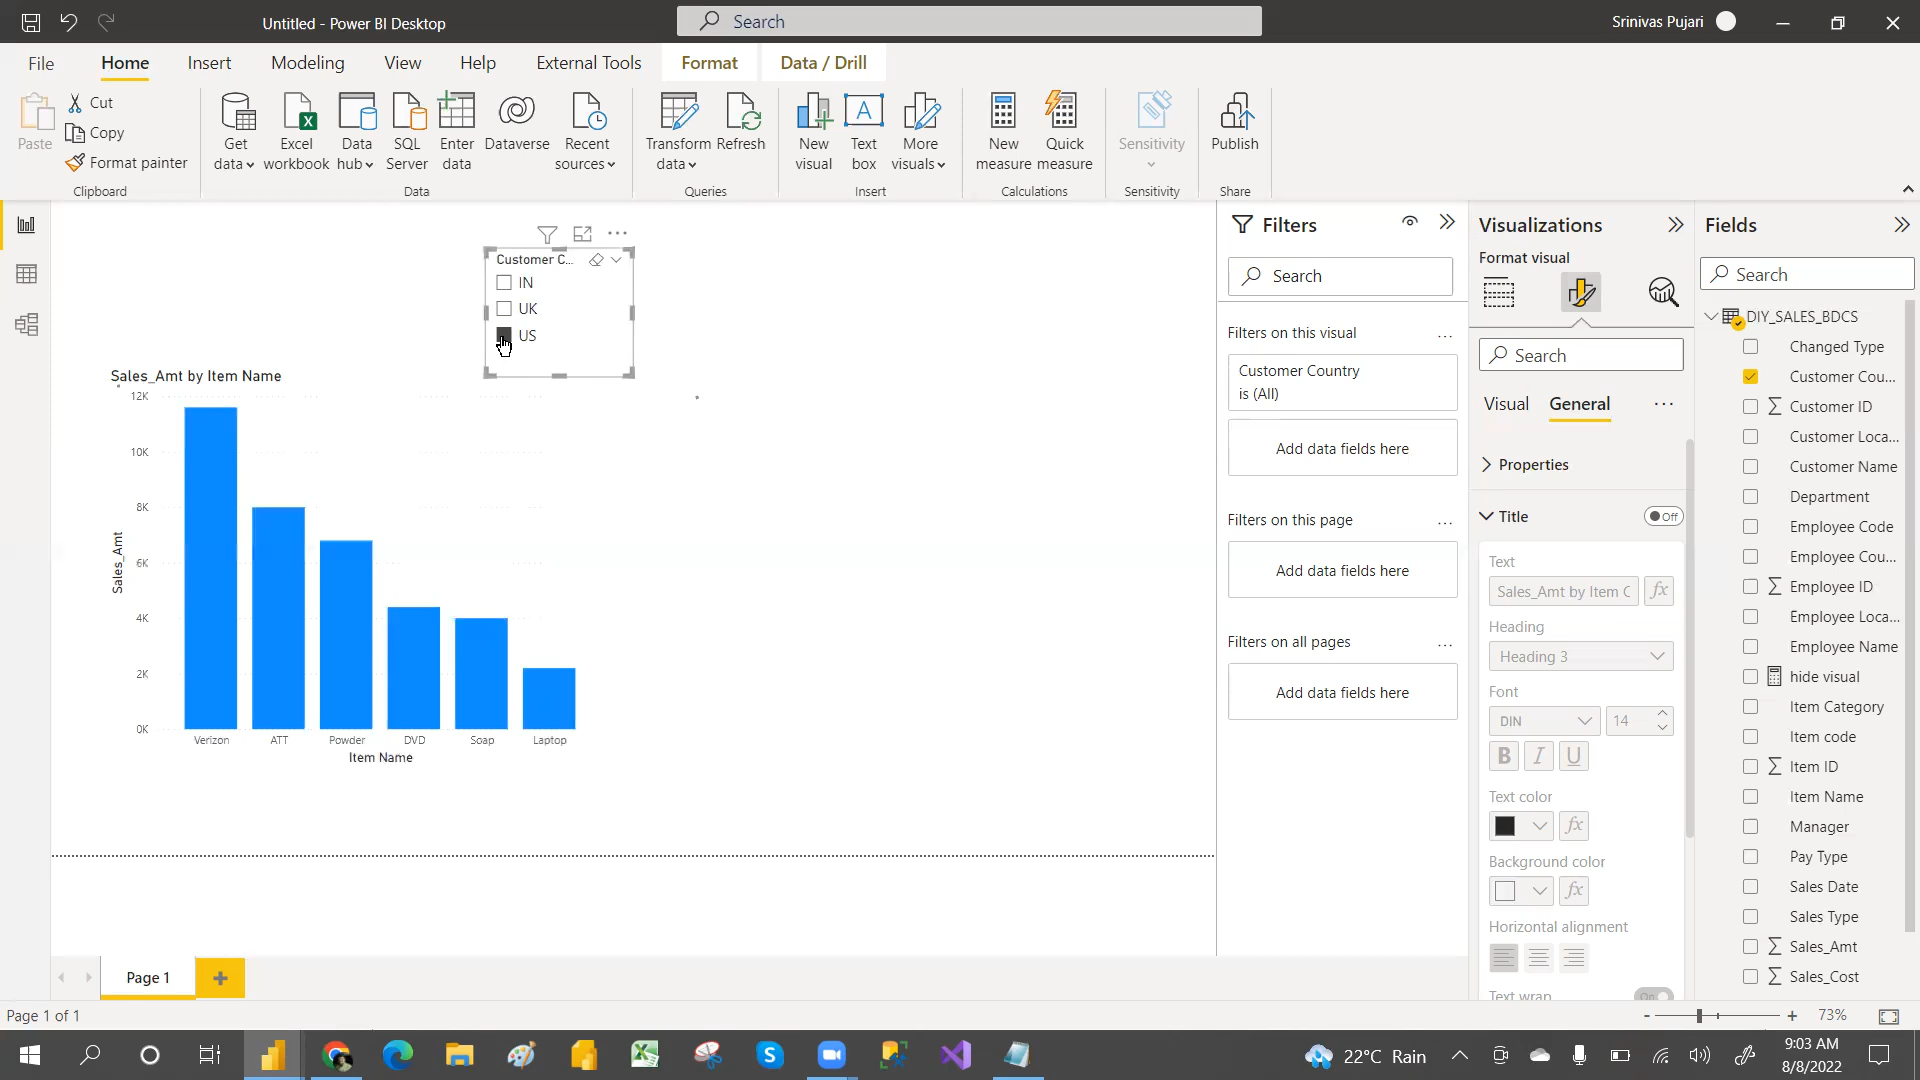 Untitled - Power BI Desktop
Search
Srinivas Pujari
File
Home
Insert
Modeling
View
Help
External Tools
Format
Data / Drill
Paste
Cut
Copy
Format painter
Clipboard
Get data
Excel workbook
Data hub
SQL Server
Enter data
Dataverse
Recent sources
Data
Transform data
Refresh
Queries
New visual
Text box
More visuals
Insert
New measure
Quick measure
Calculations
Sensitivity
Sensitivity
Publish
Share
Customer C...
IN
UK
US
Sales_Amt by Item Name
12K
10K
8K
6K
4K
2K
0K
Sales_Amt
Verizon
ATT
Powder
DVD
Soap
Laptop
Item Name
Filters
Search
Filters on this visual
...
Customer Country
is (All)
Add data fields here
Filters on this page
...
Add data fields here
Filters on all pages
...
Add data fields here
Visualizations
Format visual
Search
Visual
General
...
Properties
Title
Off
Text
Sales_Amt by Item C
fx
Heading
Heading 3
Font
DIN
14
B
I
U
Text color
fx
Background color
fx
Horizontal alignment
Text wrap
On
Fields
Search
DIY_SALES_BDCS
Changed Type
Customer Cou...
Customer ID
Customer Loca...
Customer Name
Department
Employee Code
Employee Cou...
Employee ID
Employee Loca...
Employee Name
hide visual
Item Category
Item code
Item ID
Item Name
Manager
Pay Type
Sales Date
Sales Type
Sales_Amt
Sales_Cost
Page 1
Page 1 of 1
- + 73%
22°C Rain
9:03 AM
8/8/2022